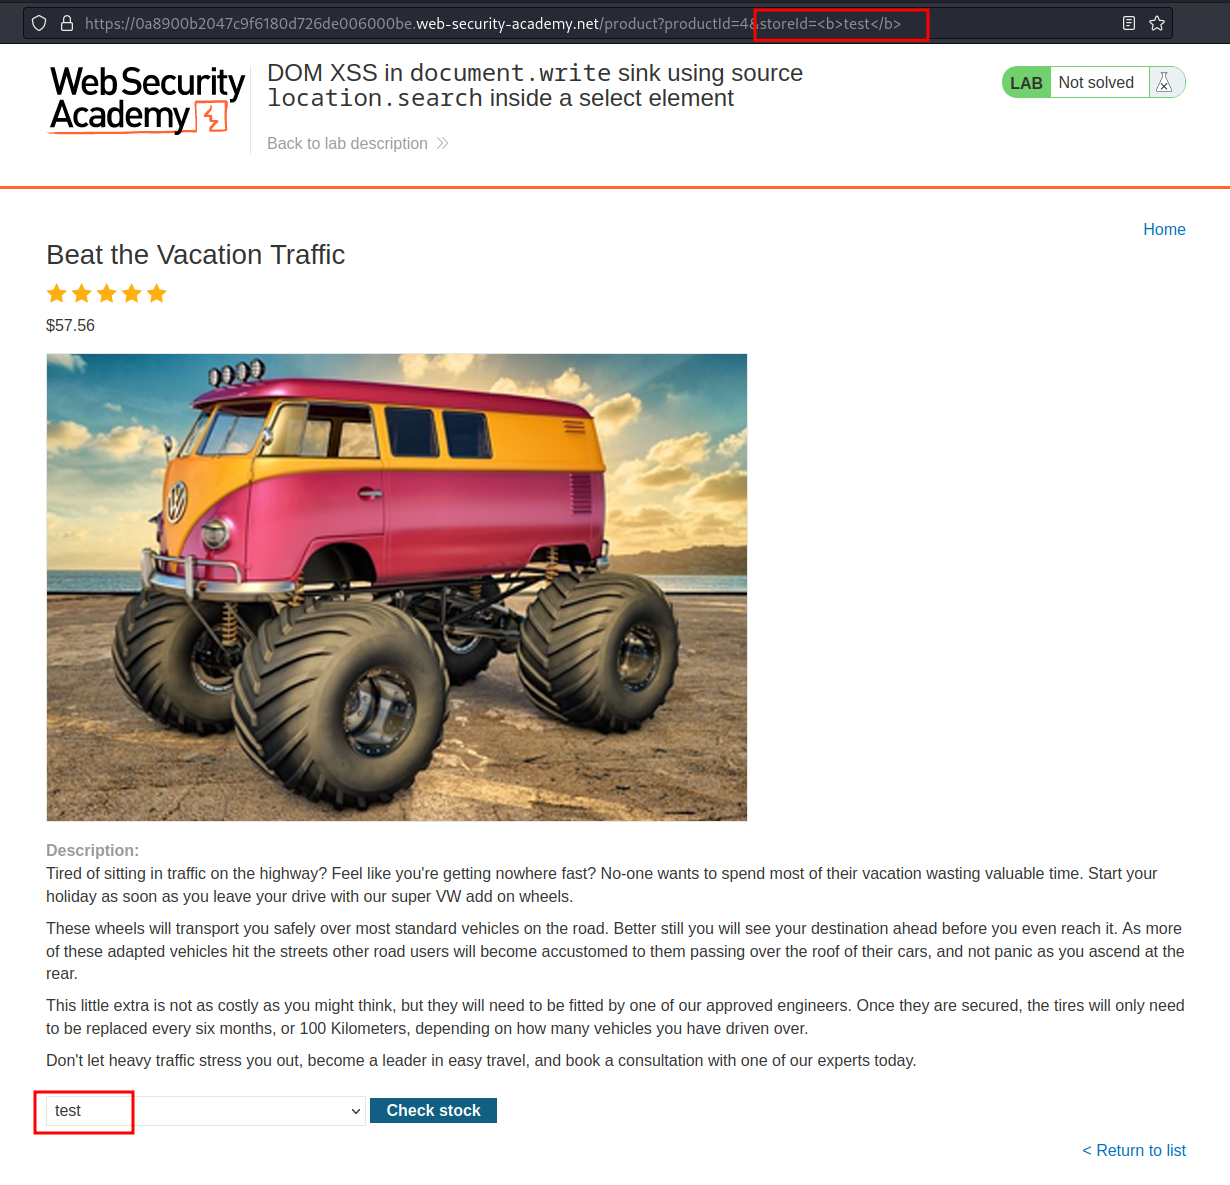 https://0a8900b2047c9f6180d726de006000be.web-security-academy.net/product?productId=4&storeId=<b>test</b>
WebSecurity
Academy
DOM XSS in document.write sink using source
location.search inside a select element
Back to lab description
LAB
Not solved
Home
Beat the Vacation Traffic
$57.56
Description:
Tired of sitting in traffic on the highway? Feel like you're getting nowhere fast? No-one wants to spend most of their vacation wasting valuable time. Start your
holiday as soon as you leave your drive with our super VW add on wheels.
These wheels will transport you safely over most standard vehicles on the road. Better still you will see your destination ahead before you even reach it. As more
of these adapted vehicles hit the streets other road users will become accustomed to them passing over the roof of their cars, and not panic as you ascend at the
rear.
This little extra is not as costly as you might think, but they will need to be fitted by one of our approved engineers. Once they are secured, the tires will only need
to be replaced every six months, or 100 Kilometers, depending on how many vehicles you have driven over.
Don't let heavy traffic stress you out, become a leader in easy travel, and book a consultation with one of our experts today.
test
Check stock
< Return to list